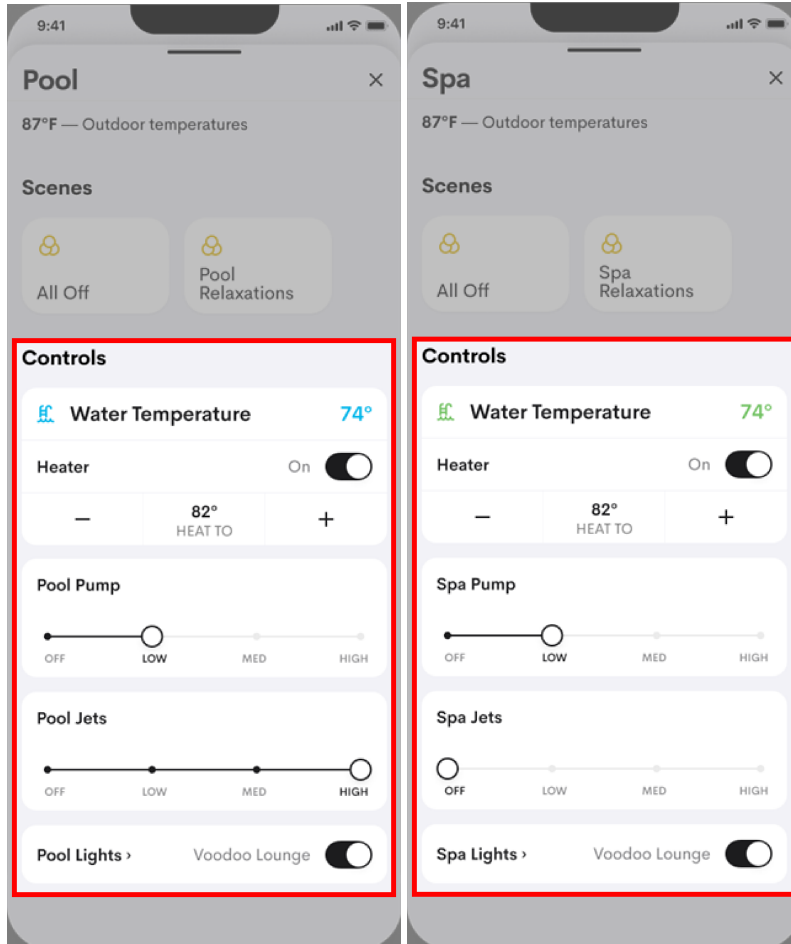 9:41
Pool
87°F — Outdoor temperatures
Scenes
All Off
Pool
Relaxations
Controls
Water Temperature 74°
Heater On
− 82° +
HEAT TO
Pool Pump
OFF LOW MED HIGH
Pool Jets
OFF LOW MED HIGH
Pool Lights › Voodoo Lounge
9:41
Spa
87°F — Outdoor temperatures
Scenes
All Off
Spa
Relaxations
Controls
Water Temperature 74°
Heater On
− 82° +
HEAT TO
Spa Pump
OFF LOW MED HIGH
Spa Jets
OFF LOW MED HIGH
Spa Lights › Voodoo Lounge